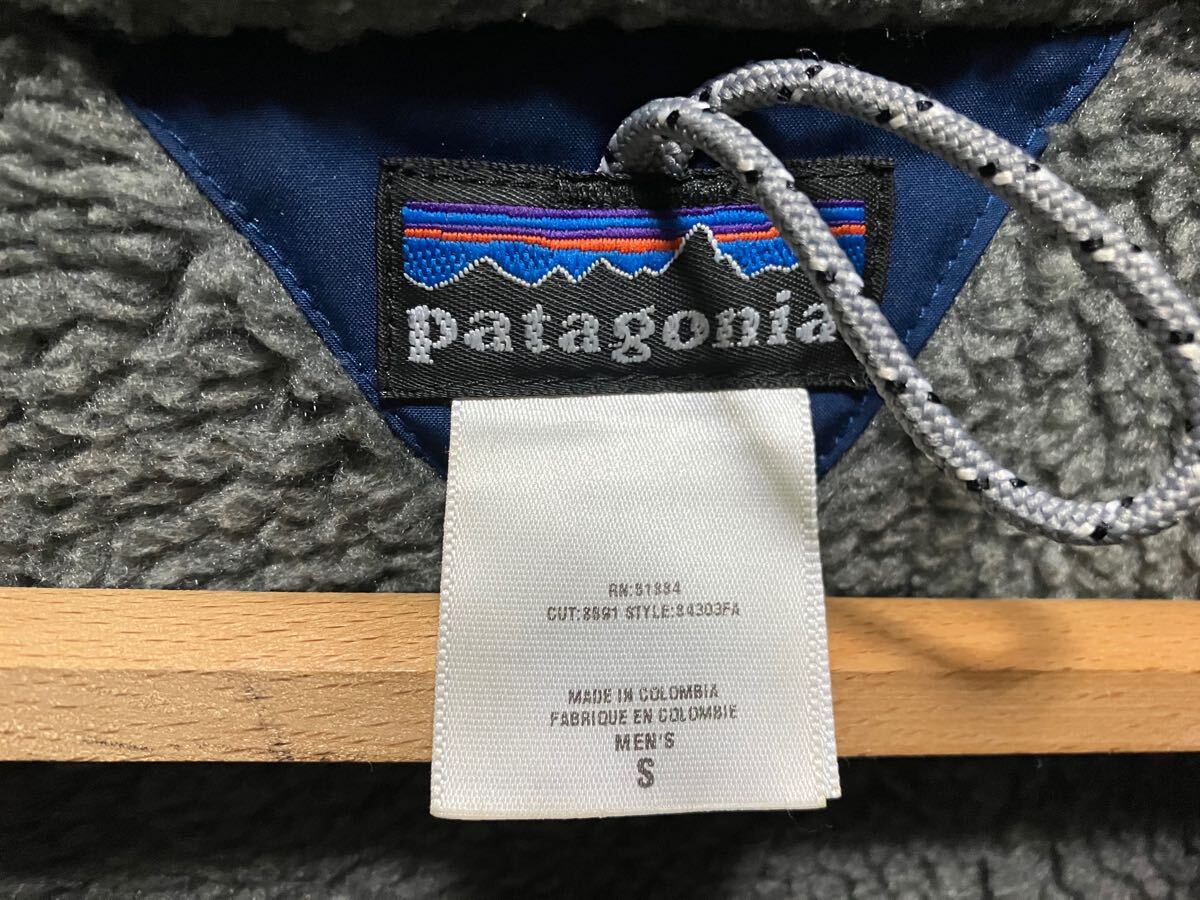 patagonia
RN:51884
CUT:8891 STYLE:84303FA
MADE IN COLOMBIA
FABRIQUE EN COLOMBIE
MEN'S
S